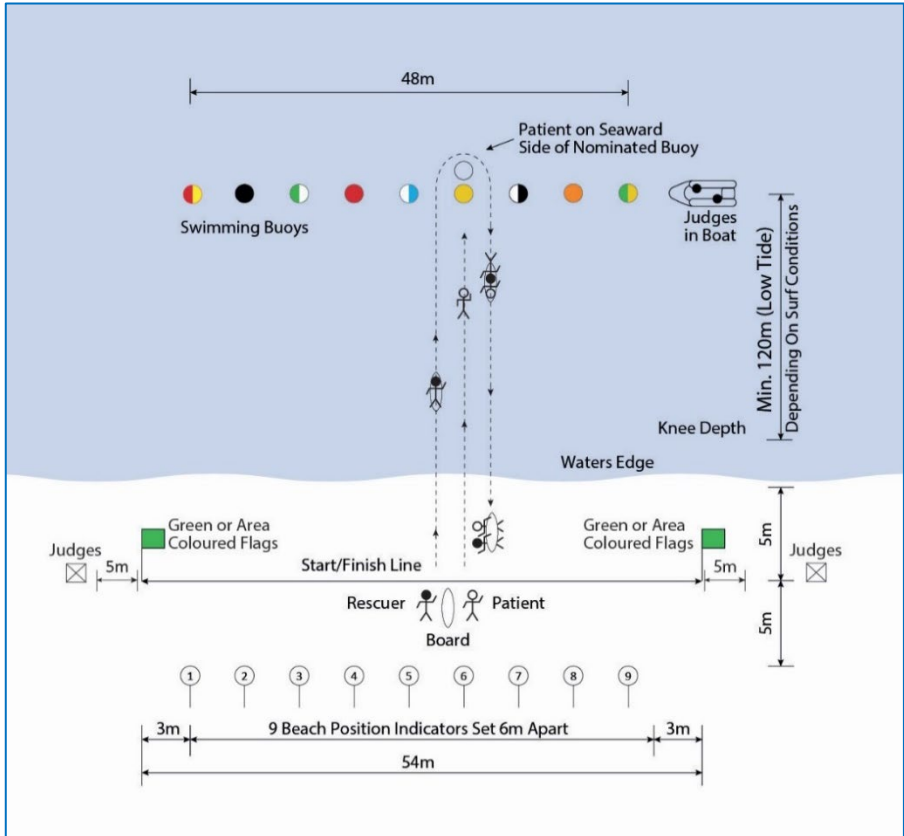 48m
Patient on Seaward
Side of Nominated Buoy
Swimming Buoys
Judges
in Boat
Min. 120m (Low Tide)
Depending On Surf Conditions
Knee Depth
Waters Edge
Green or Area
Coloured Flags
Green or Area
Coloured Flags
Judges
5m
Start/Finish Line
5m
Judges
5m
5m
Rescuer
Patient
Board
1 2 3 4 5 6 7 8 9
3m
9 Beach Position Indicators Set 6m Apart
3m
54m